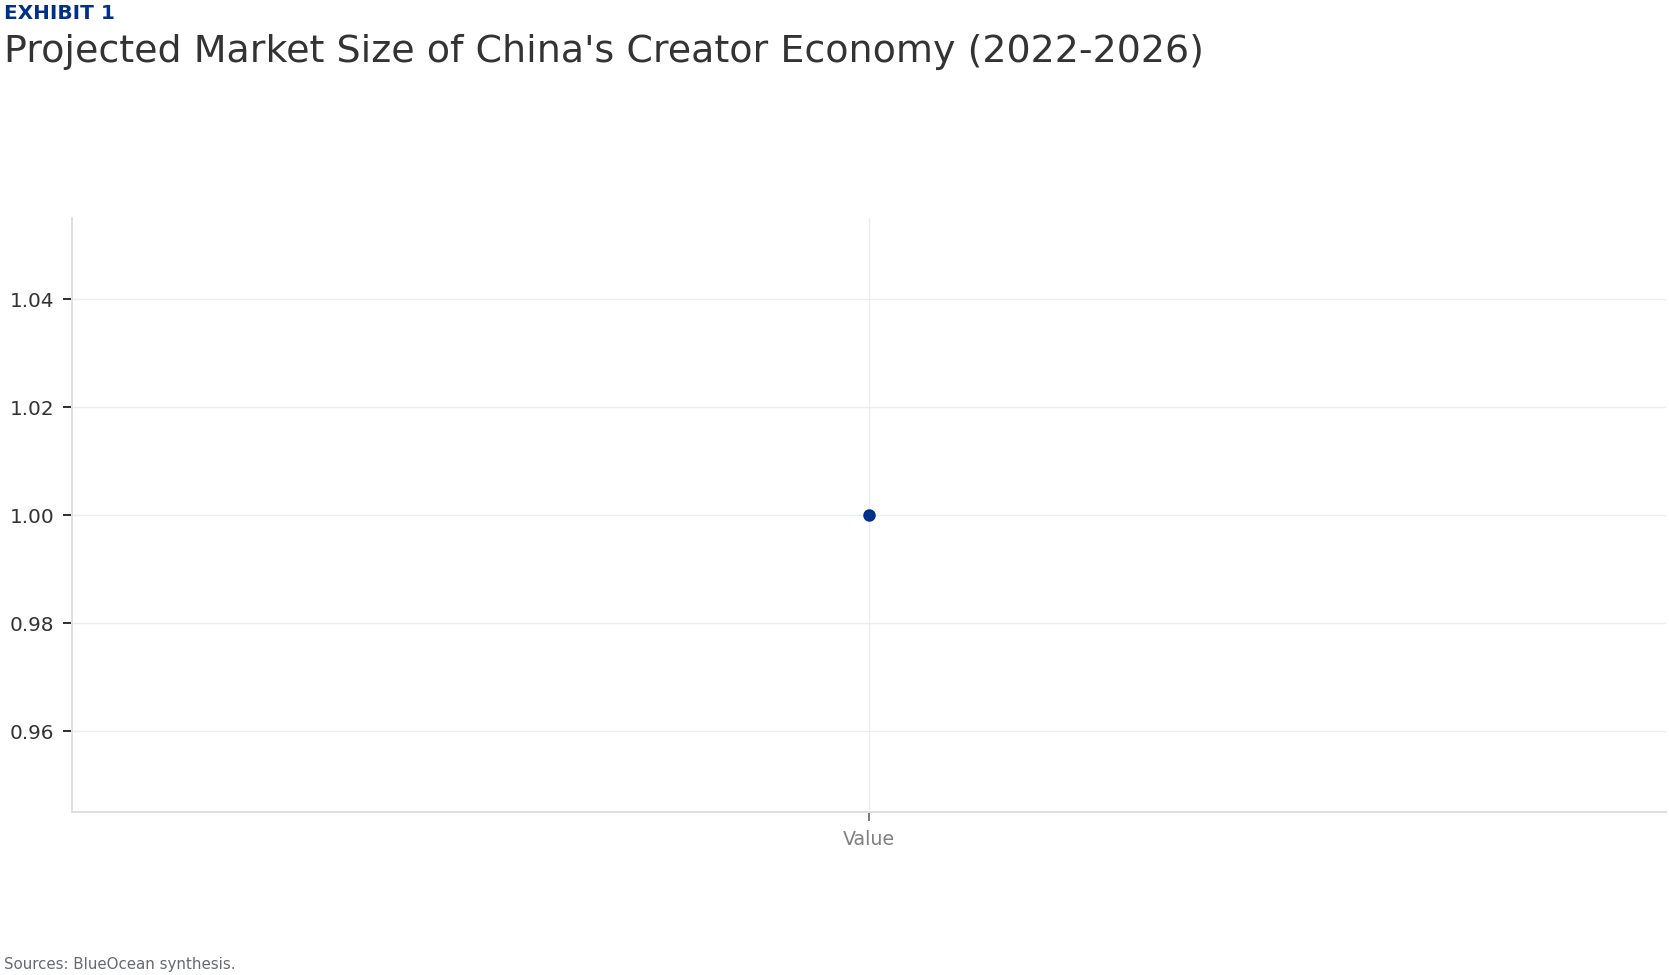 EXHIBIT 1
Projected Market Size of China's Creator Economy (2022-2026)
1.04
1.02
1.00
0.98
0.96
Value
Sources: BlueOcean synthesis.